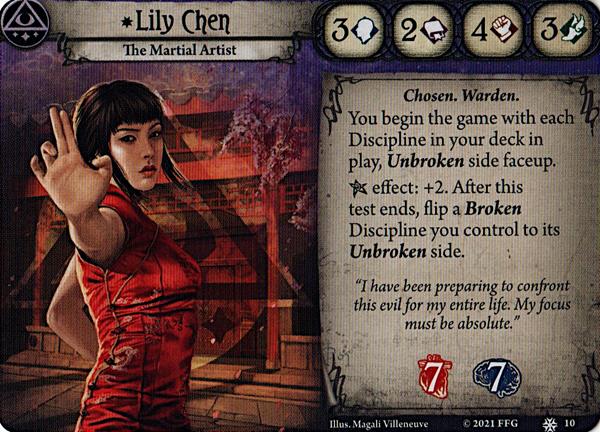 Lily Chen
The Martial Artist
3 2 4 3
Chosen. Warden.
You begin the game with each
Discipline in your deck in
play, Unbroken side faceup.
effect: +2. After this
test ends, flip a Broken
Discipline you control to its
Unbroken side.
“I have been preparing to confront
this evil for my entire life. My focus
must be absolute.”
7 7
Illus. Magali Villeneuve © 2021 FFG 10